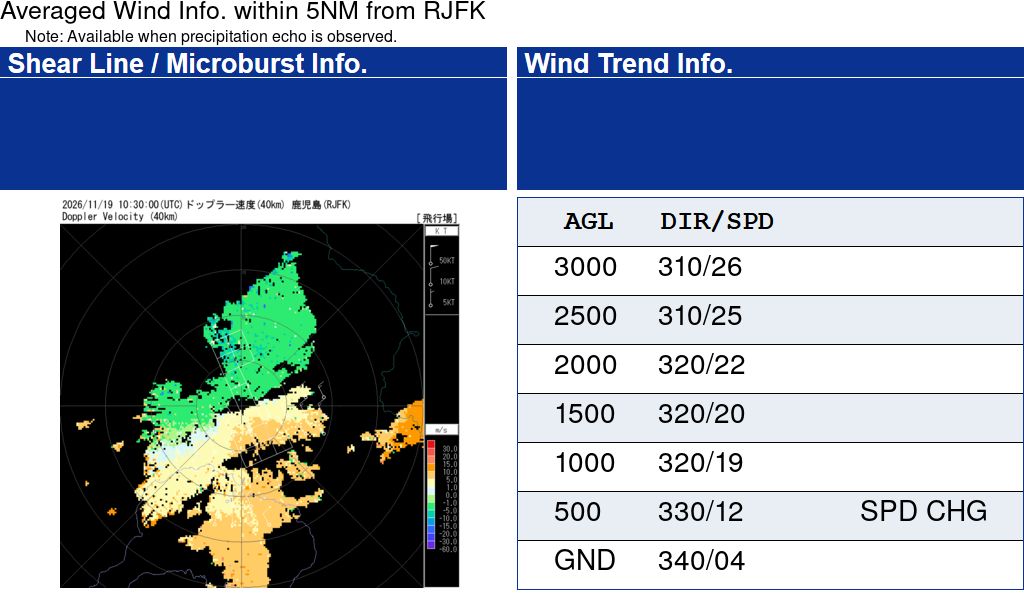 Averaged Wind Info. within 5NM from RJFK
Note: Available when precipitation echo is observed.
Shear Line / Microburst Info.
Wind Trend Info.
2026/11/19 10:30:00(UTC) ドップラー速度(40km) 鹿児島(RJFK)
Doppler Velocity (40km)
[飛行場]
K T
50KT
10KT
5KT
m/s
30.0
20.0
15.0
10.0
5.0
1.0
0.0
-1.0
-5.0
-10.0
-15.0
-20.0
-30.0
-60.0
AGL DIR/SPD
3000 310/26
2500 310/25
2000 320/22
1500 320/20
1000 320/19
500 330/12 SPD CHG
GND 340/04